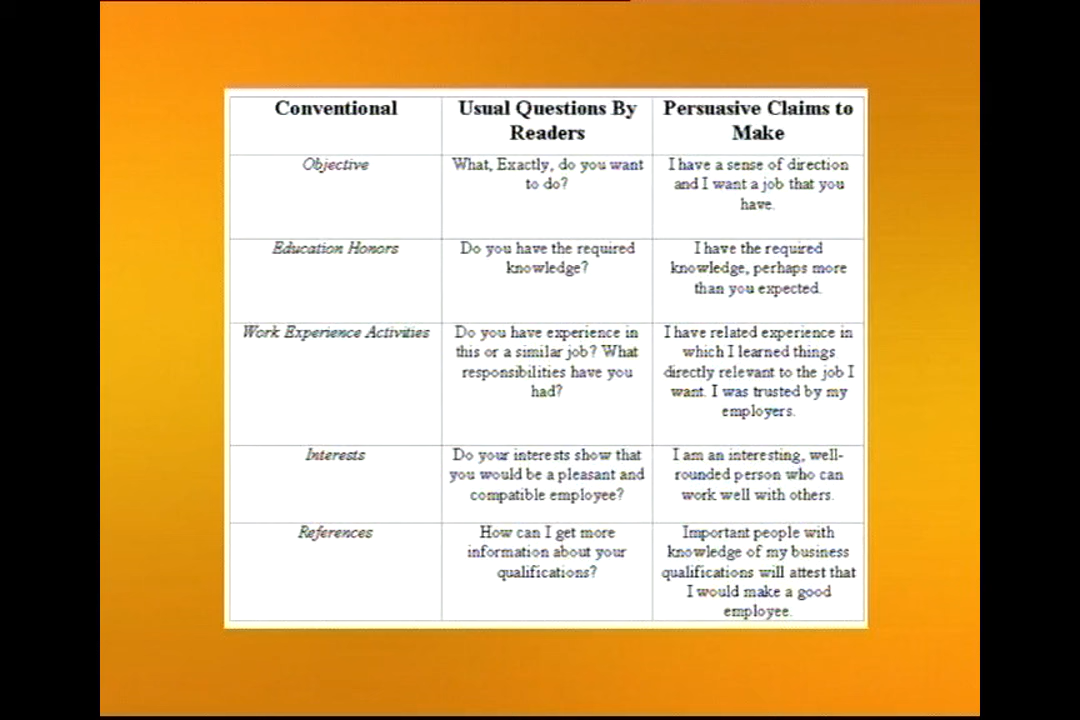 Conventional
Usual Questions By
Readers
Persuasive Claims to
Make
Objective
What, Exactly, do you want
to do?
I have a sense of direction
and I want a job that you
have.
Education Honors
Do you have the required
knowledge?
I have the required
knowledge, perhaps more
than you expected.
Work Experience Activities
Do you have experience in
this or a similar job? What
responsibilities have you
had?
I have related experience in
which I learned things
directly relevant to the job I
want. I was trusted by my
employers.
Interests
Do your interests show that
you would be a pleasant and
compatible employee?
I am an interesting, well-
rounded person who can
work well with others.
References
How can I get more
information about your
qualifications?
Important people with
knowledge of my business
qualifications will attest that
I would make a good
employee.